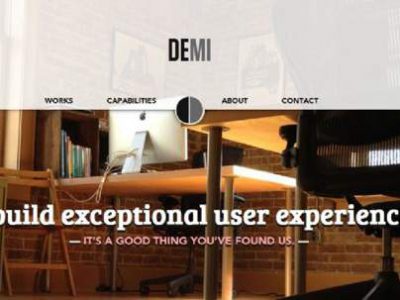 DEMI
WORKS CAPABILITIES ABOUT CONTACT
build exceptional user experienc
— IT'S A GOOD THING YOU'VE FOUND US. —